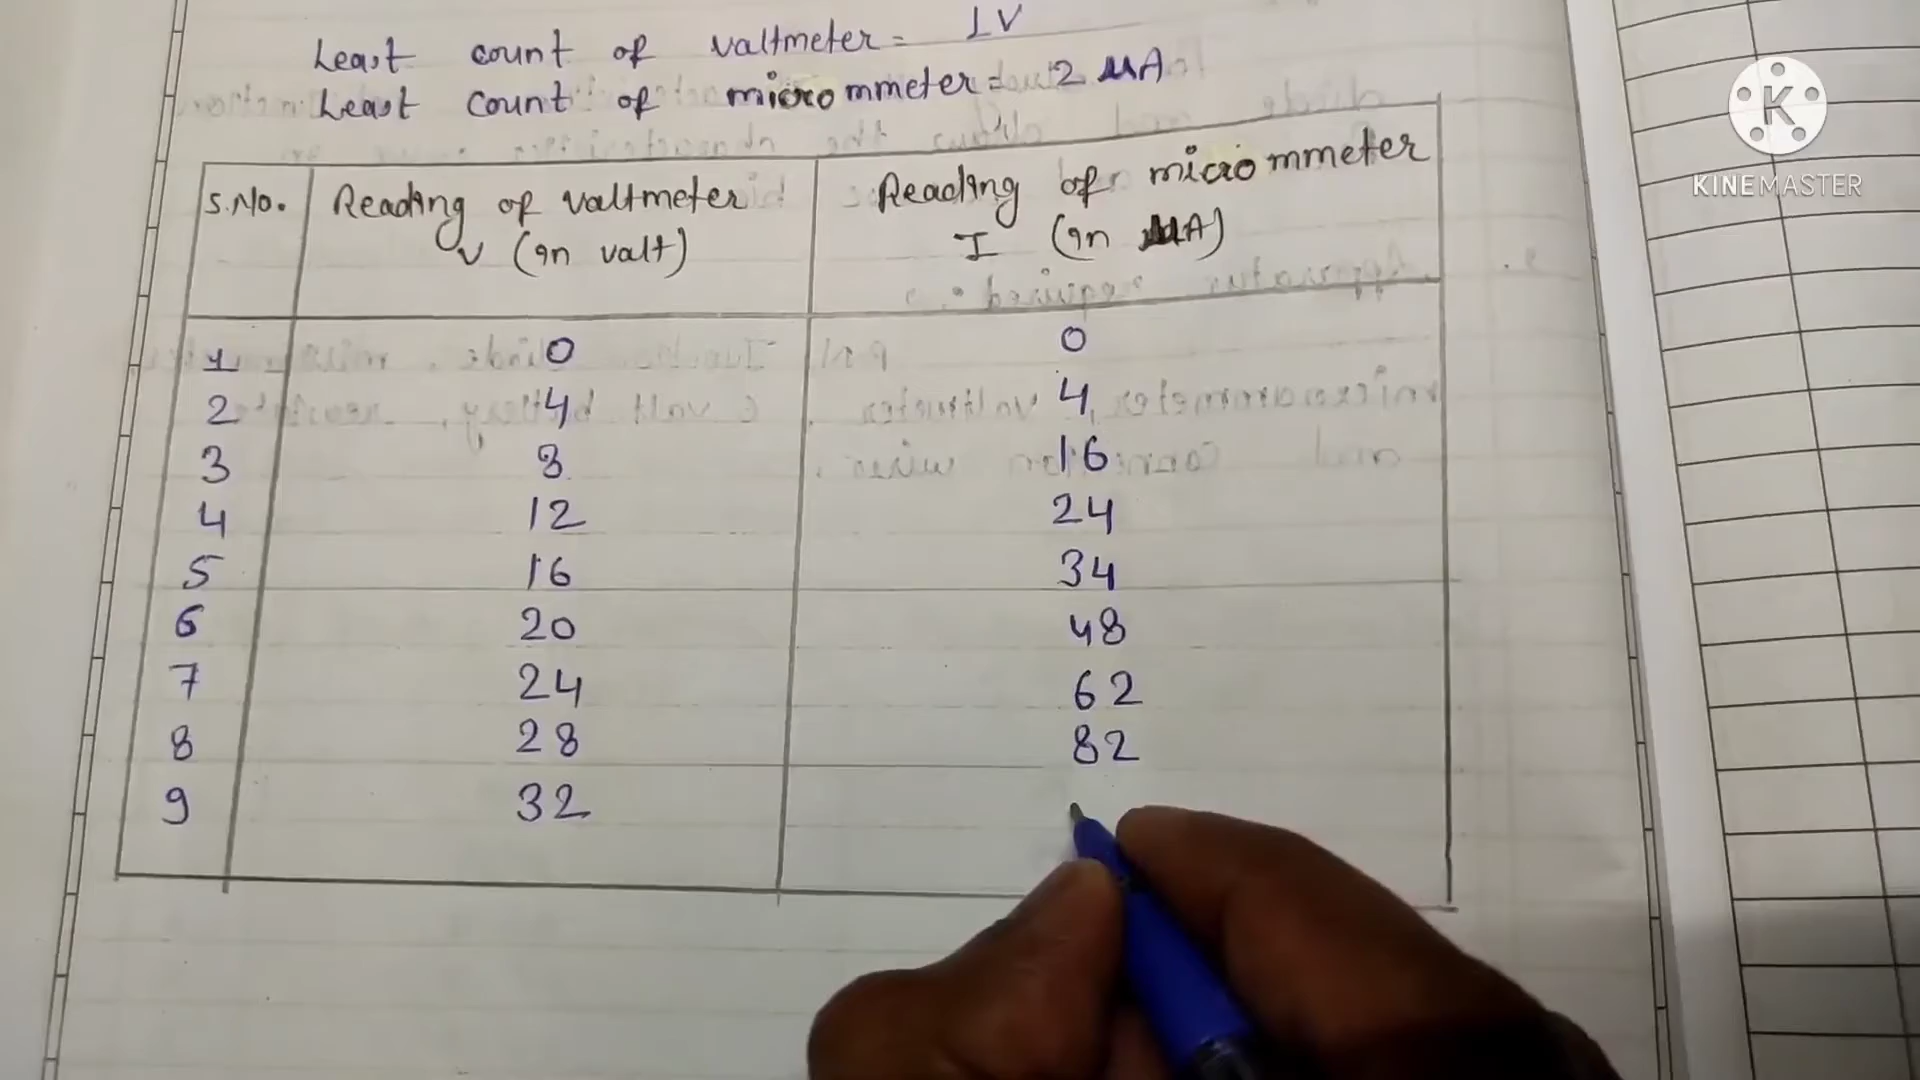 Least count of valtmeter = 1V
Least count of micrommeter = 2 μA
S.No.
Reading of valtmeter
V (in valt)
Reading of micrommeter
I (in μA)
1 0 0
2 4 4
3 8 16
4 12 24
5 16 34
6 20 48
7 24 62
8 28 82
9 32
K
KINEMASTER